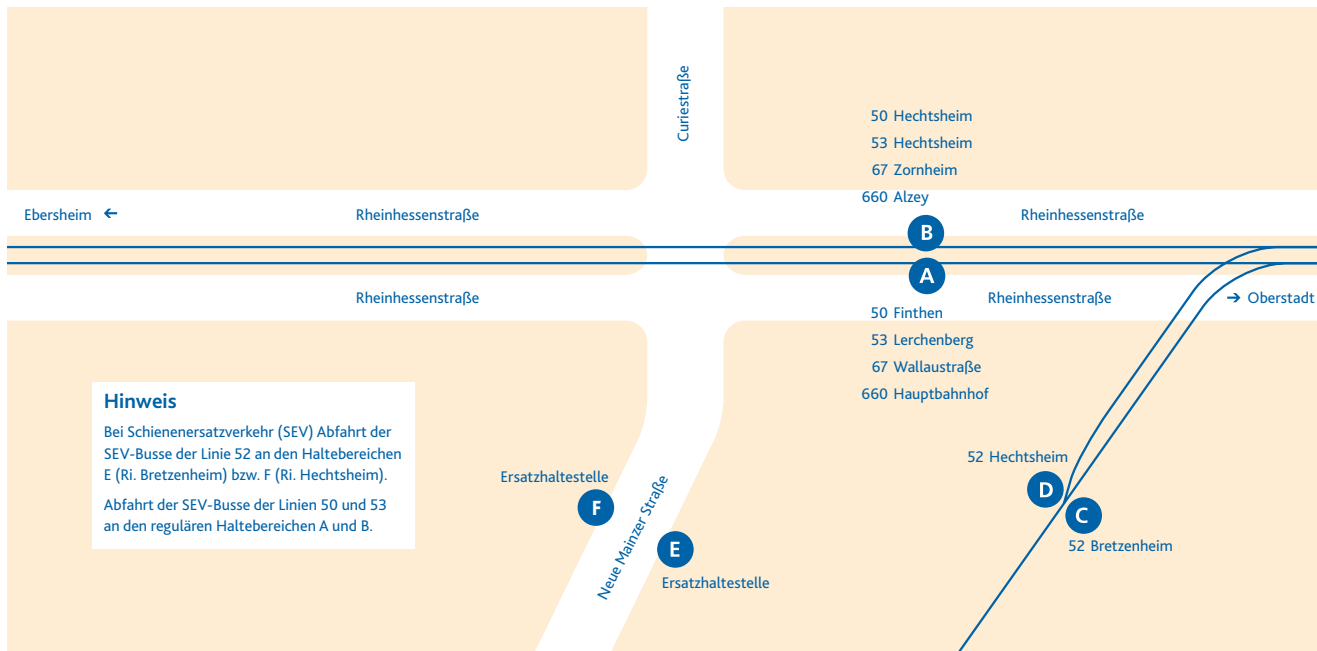 Curiestraße
50 Hechtsheim
53 Hechtsheim
67 Zornheim
660 Alzey
Ebersheim ←
Rheinhessenstraße
Rheinhessenstraße
B
A
Rheinhessenstraße
Rheinhessenstraße
→ Oberstadt
50 Finthen
53 Lerchenberg
67 Wallaustraße
660 Hauptbahnhof
Hinweis
Bei Schienenersatzverkehr (SEV) Abfahrt der
SEV-Busse der Linie 52 an den Haltebereichen
E (Ri. Bretzenheim) bzw. F (Ri. Hechtsheim).
Abfahrt der SEV-Busse der Linien 50 und 53
an den regulären Haltebereichen A und B.
Ersatzhaltestelle
F
Neue Mainzer Straße
E
Ersatzhaltestelle
52 Hechtsheim
D
C
52 Bretzenheim